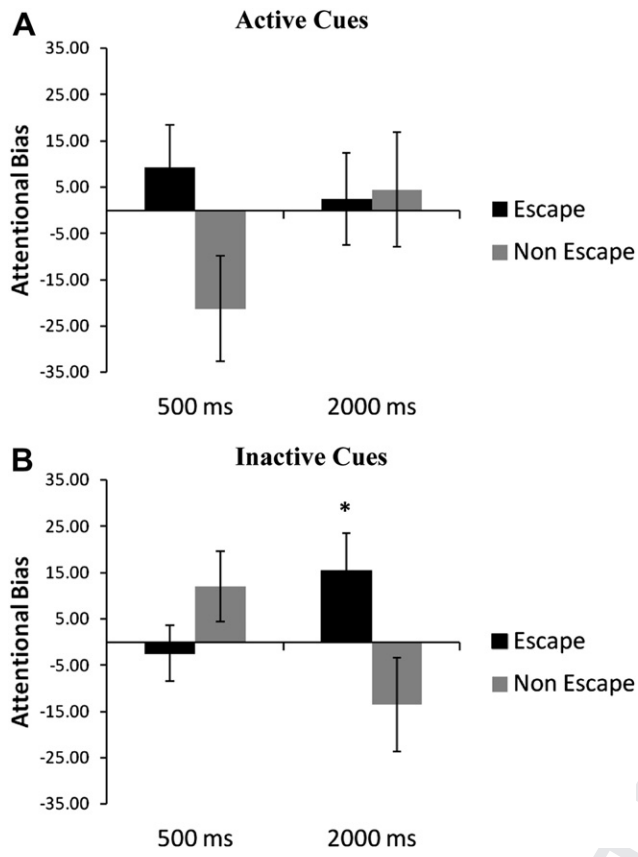 A
Active Cues
35.00
25.00
15.00
5.00
-5.00
-15.00
-25.00
-35.00
Attentional Bias
500 ms
2000 ms
Escape
Non Escape
B
Inactive Cues
35.00
25.00
15.00
5.00
-5.00
-15.00
-25.00
-35.00
Attentional Bias
*
500 ms
2000 ms
Escape
Non Escape